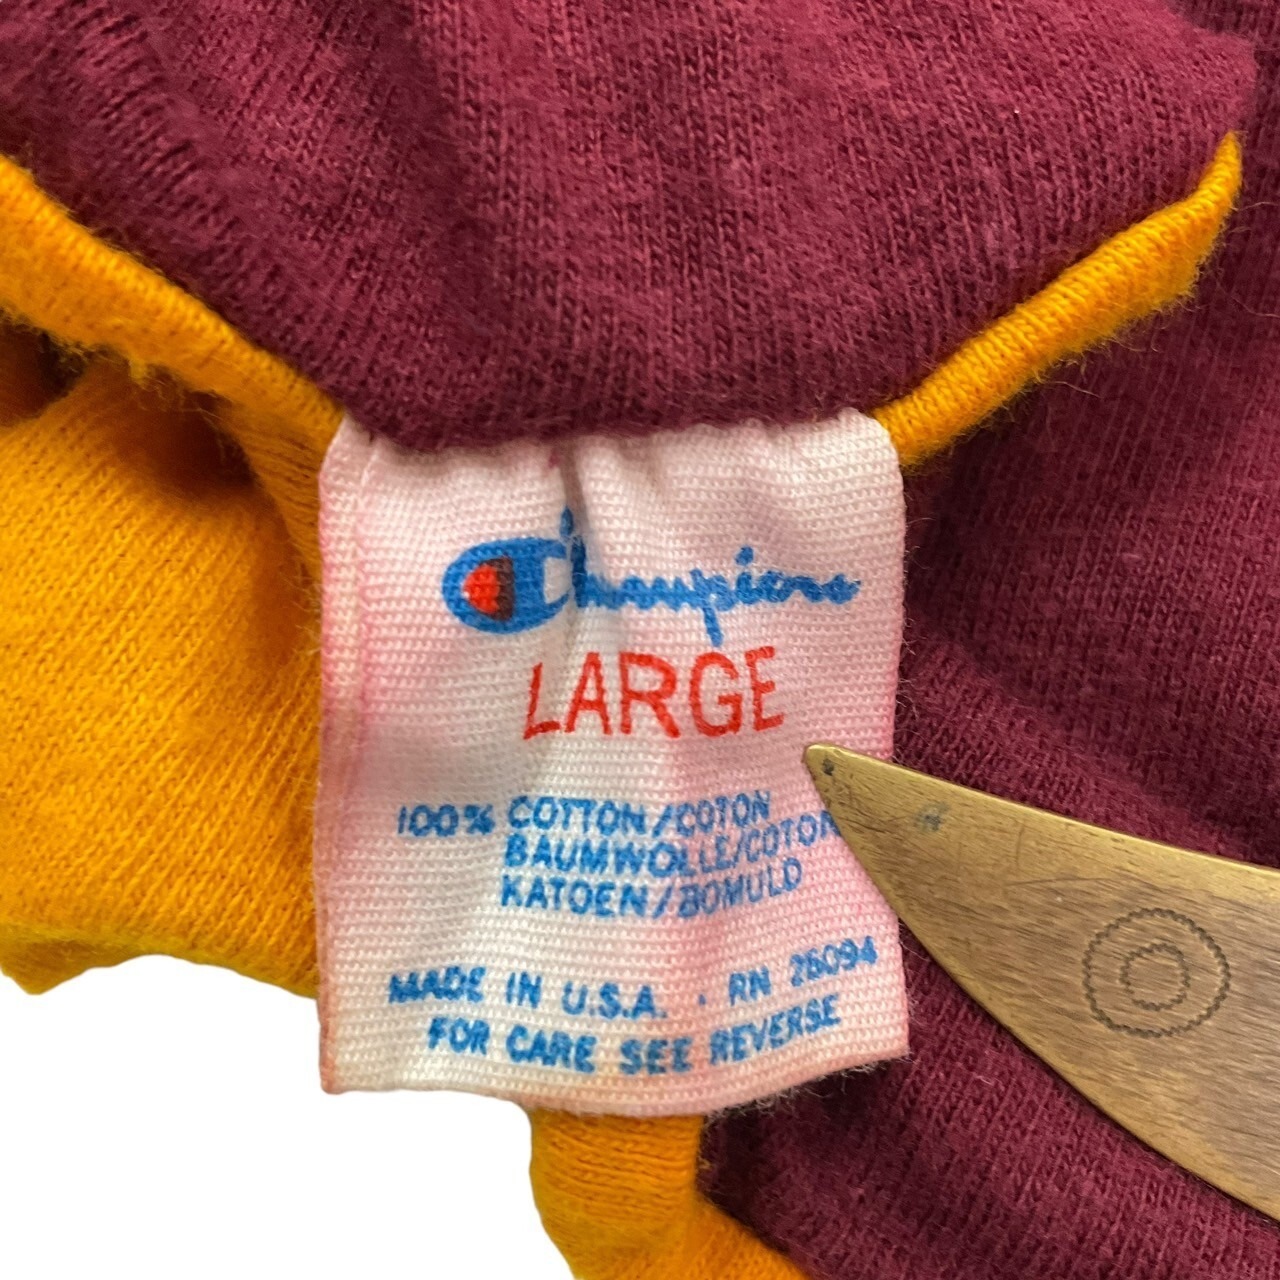 Champion
LARGE
100% COTTON/COTON
BAUMWOLLE/COTON
KATOEN/BOMULD
MADE IN U.S.A. · RN 26094
FOR CARE SEE REVERSE